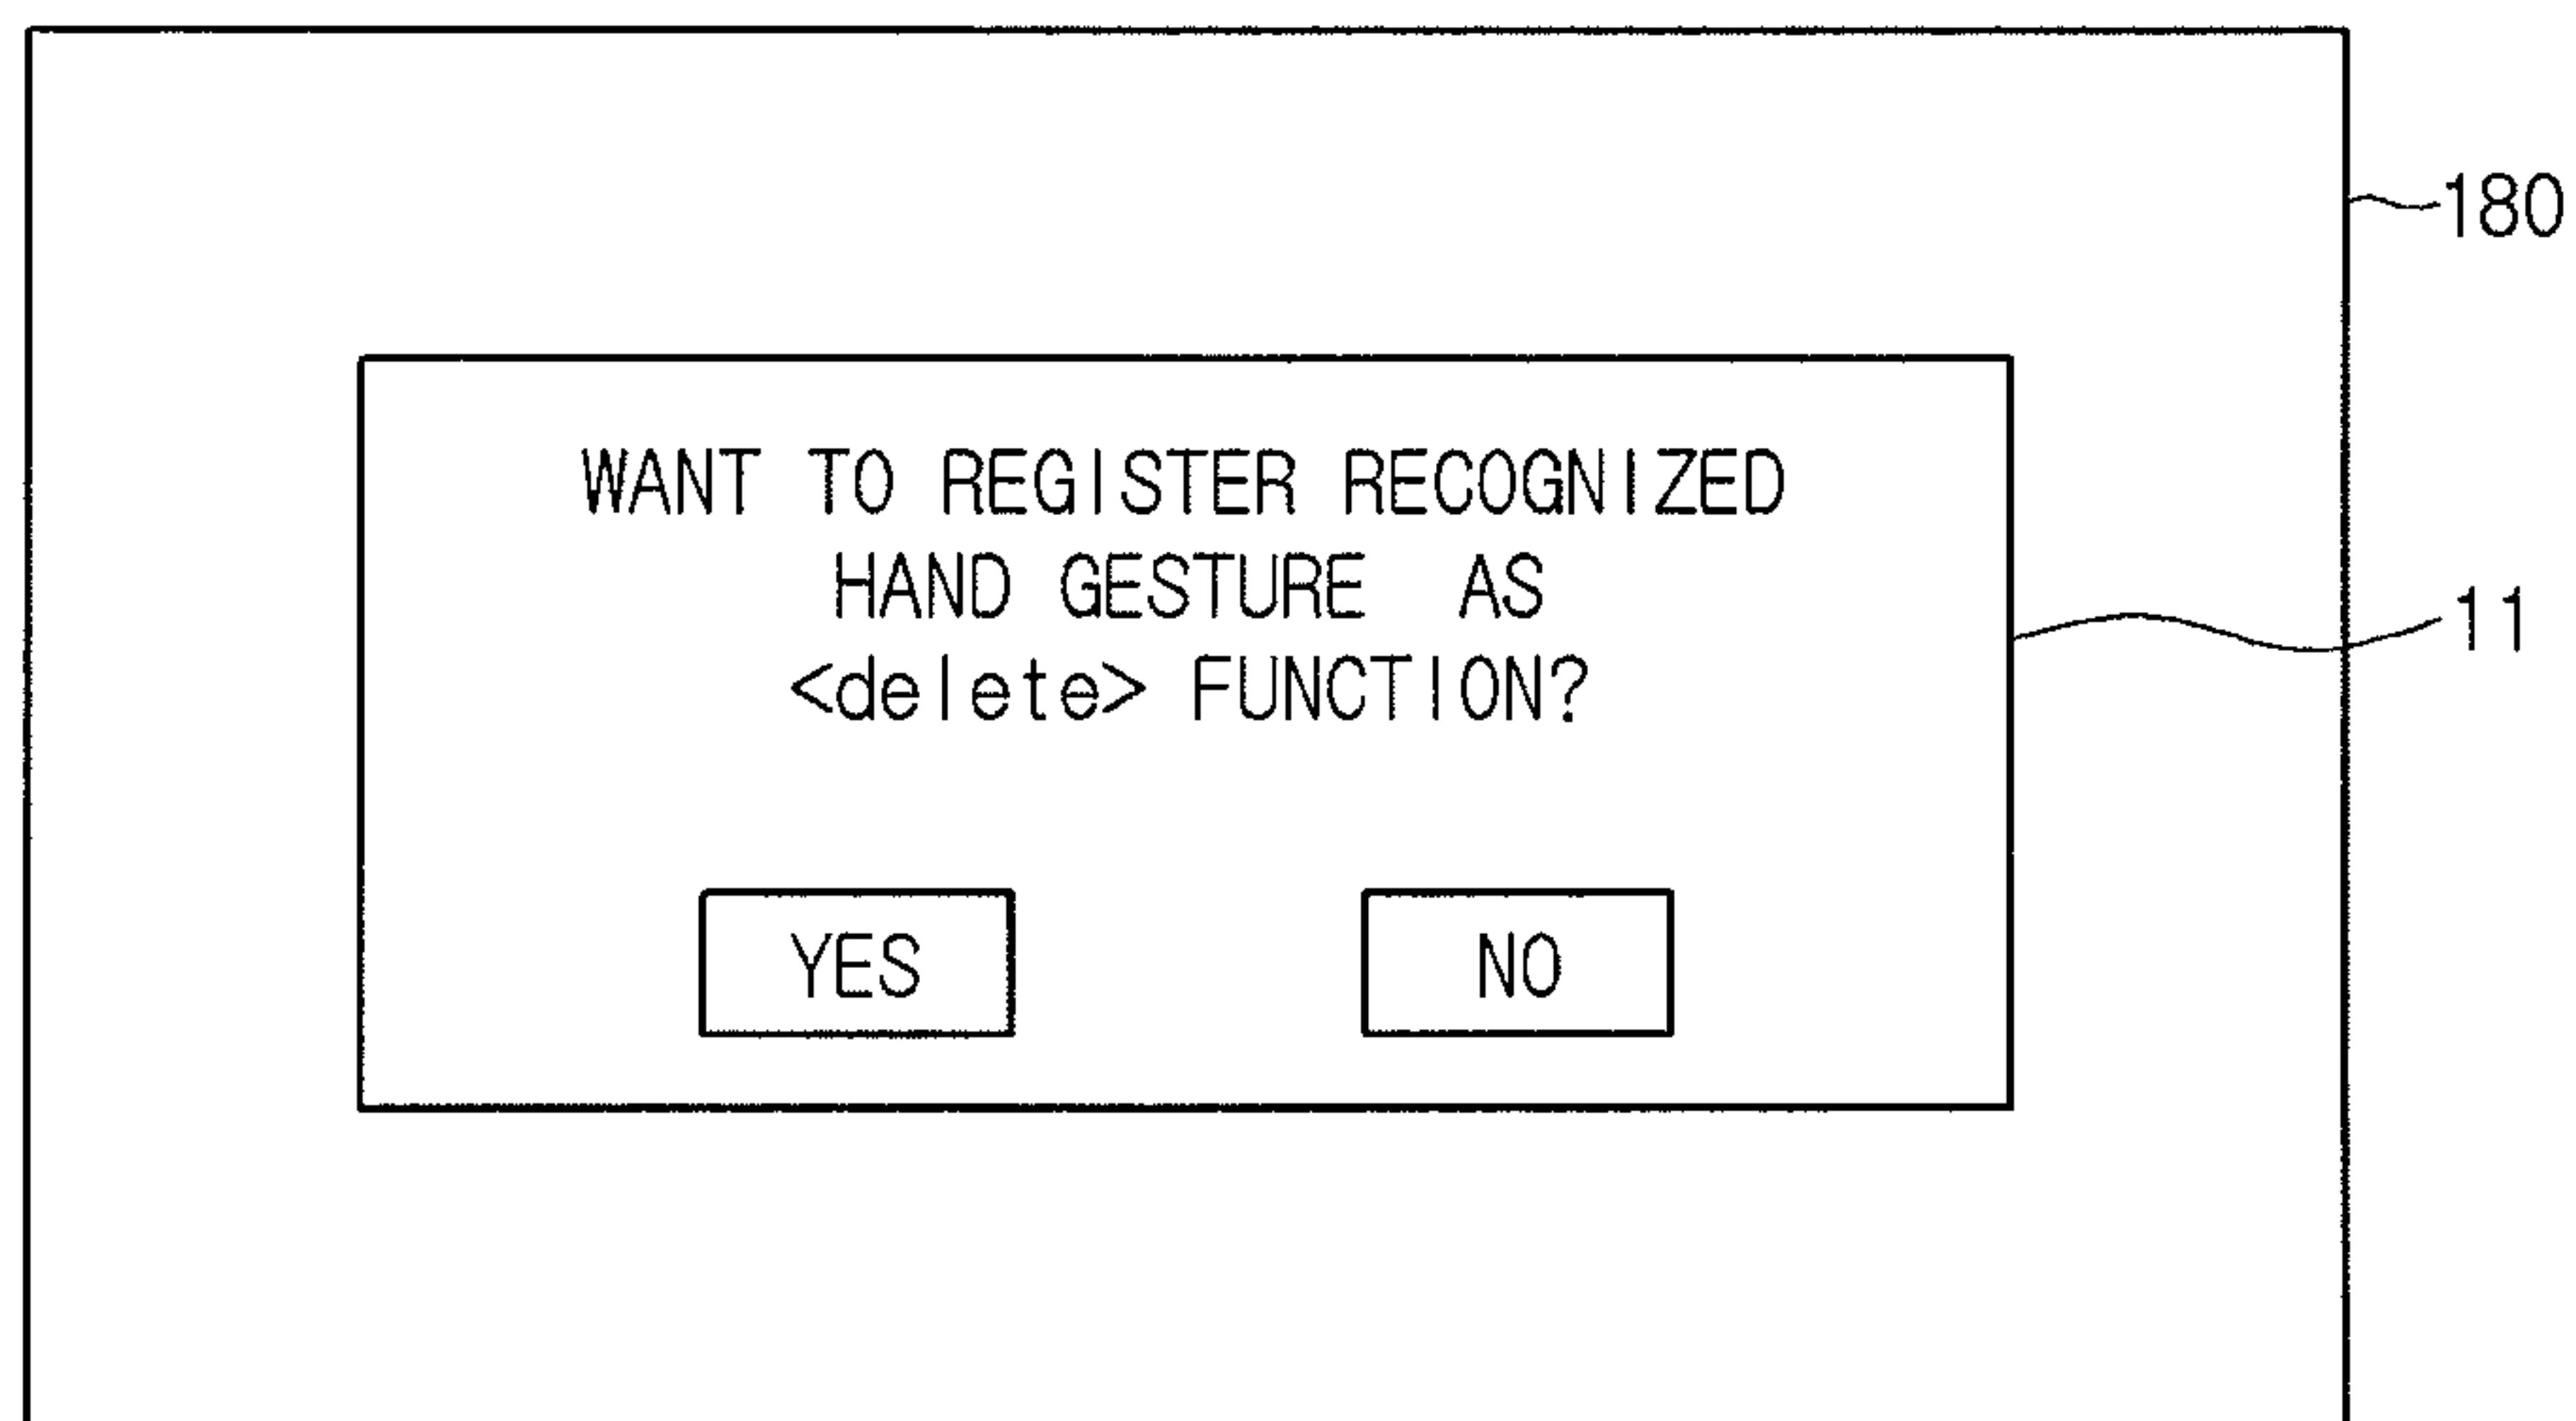 180
WANT TO REGISTER RECOGNIZED
HAND GESTURE AS
<delete> FUNCTION?
11
YES NO